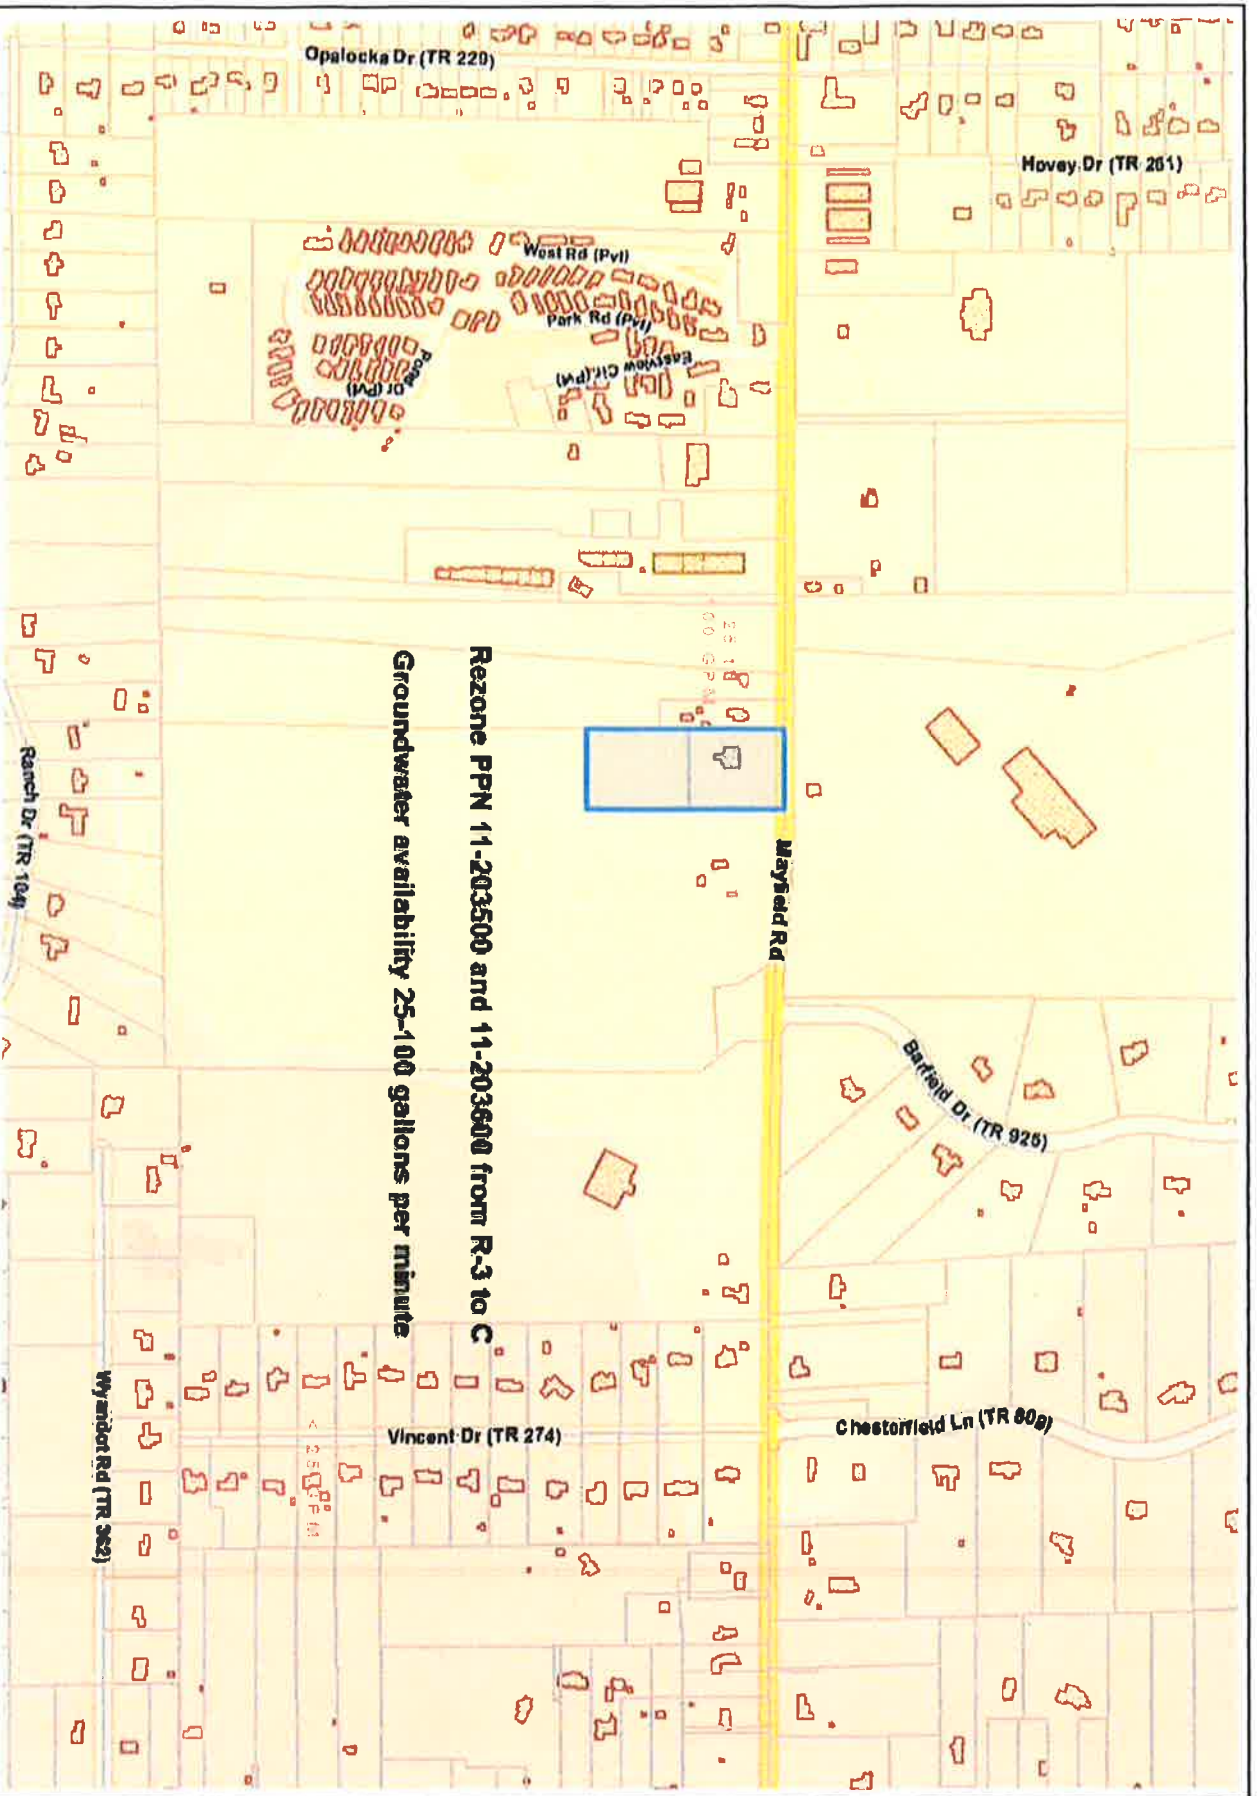 Opalocka Dr (TR 220)
Hovey Dr (TR 261)
West Rd (Pvt)
Park Rd (Pvt)
Eastview Cir (Pvt)
Dr (Pvt)
Mayfield Rd
Rezone PPN 11-203500 and 11-203600 from R-3 to C
Groundwater availability 25-100 gallons per minute
Ranch Dr (TR 104)
Barfield Dr (TR 925)
Chesterfield Ln (TR 809)
Vincent Dr (TR 274)
< 25 GPM
Wyandot Rd (TR 362)